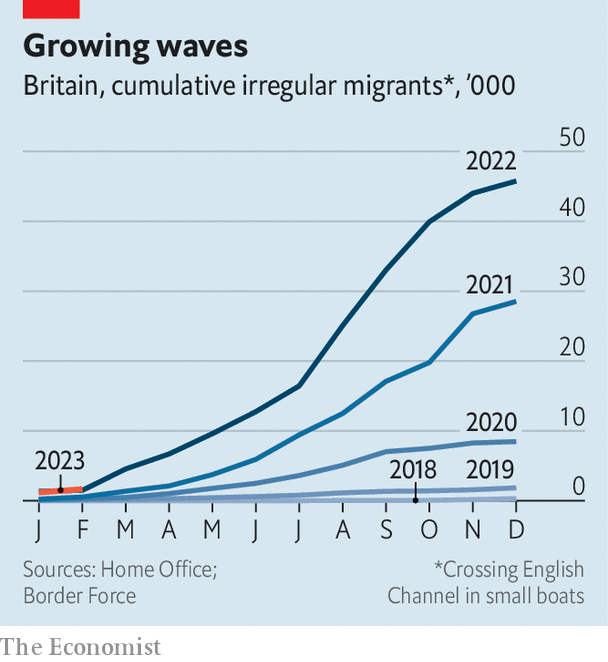 Growing waves
Britain, cumulative irregular migrants*, ’000
50
2022
40
30
2021
20
10
2020
2023
2018
2019
0
J F M A M J J A S O N D
Sources: Home Office;
Border Force
*Crossing English
Channel in small boats
The Economist